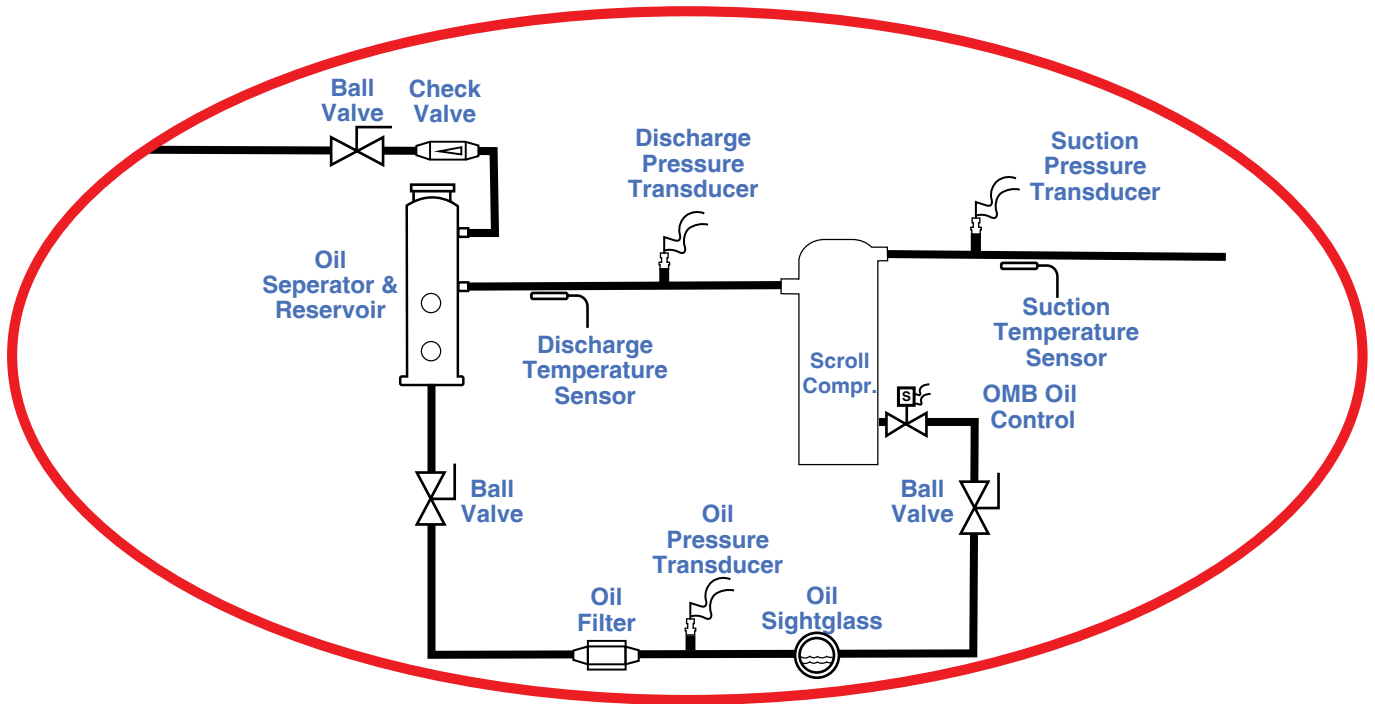 Ball
Valve
Check
Valve
Discharge
Pressure
Transducer
Suction
Pressure
Transducer
Oil
Seperator &
Reservoir
Discharge
Temperature
Sensor
Suction
Temperature
Sensor
Scroll
Compr.
S
OMB Oil
Control
Ball
Valve
Ball
Valve
Oil
Pressure
Transducer
Oil
Filter
Oil
Sightglass